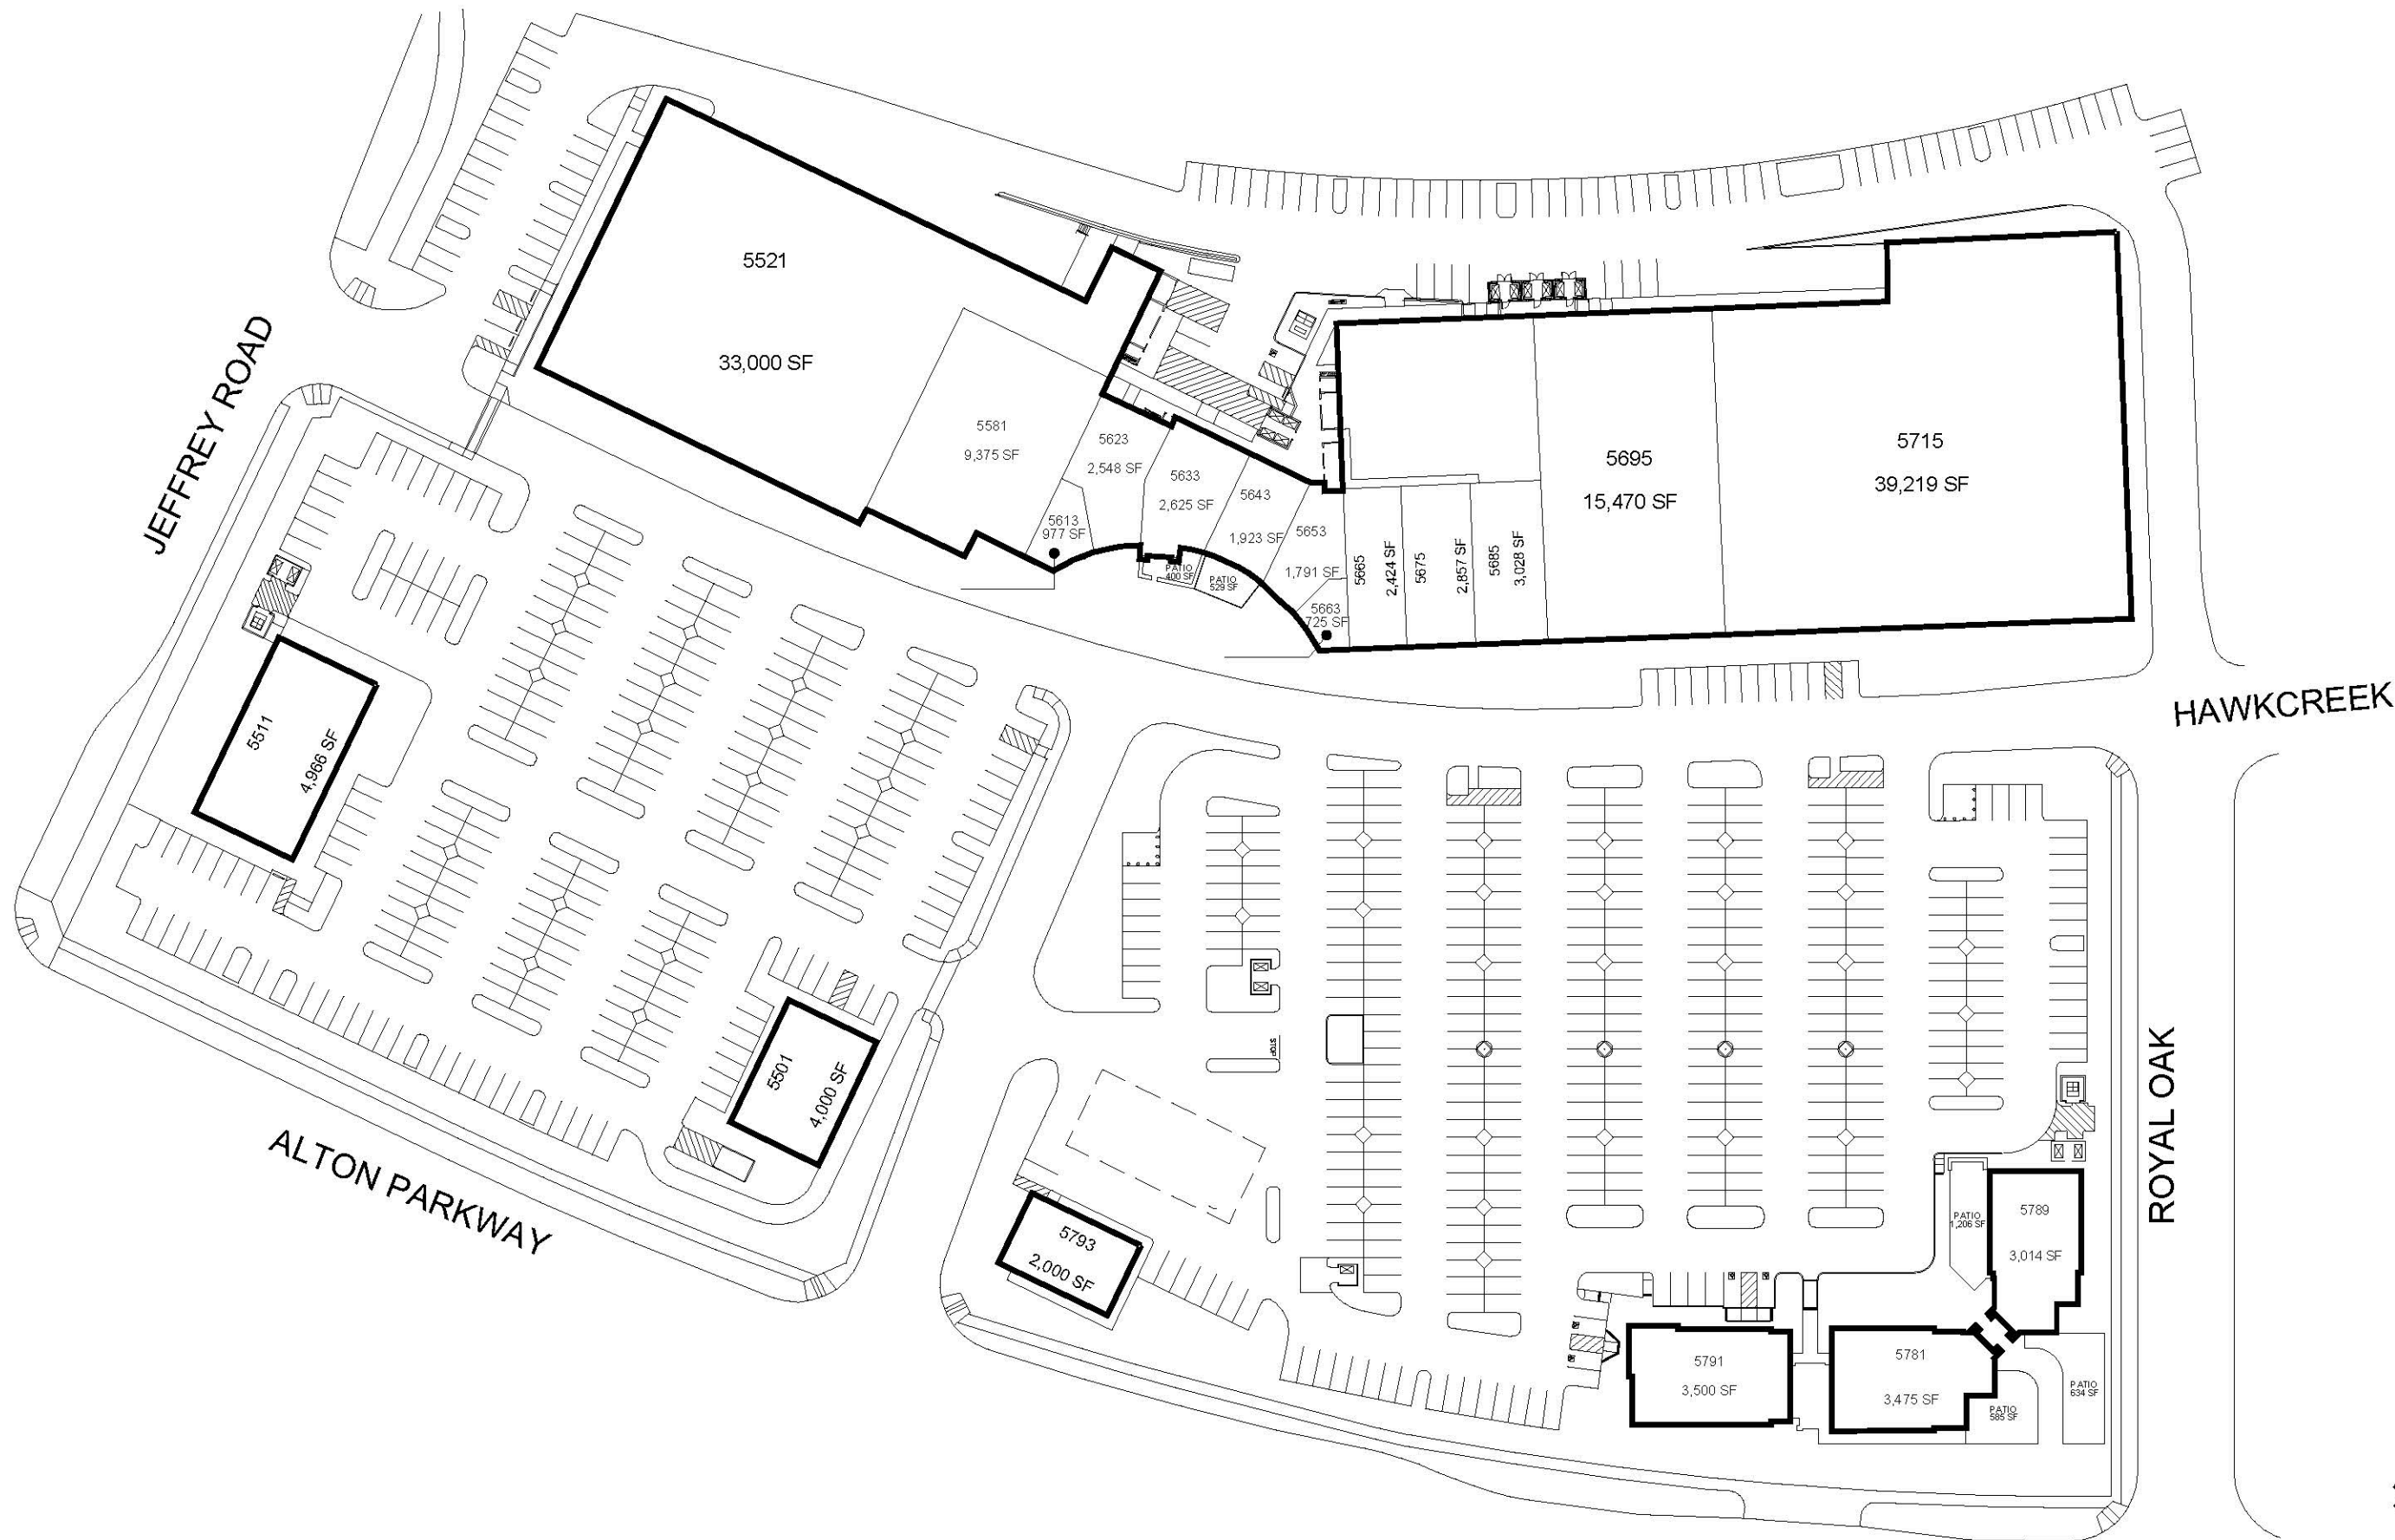 5521
33,000 SF
JEFFREY ROAD
5581
9,375 SF
5623
2,548 SF
5613
977 SF
5633
2,625 SF
5643
1,923 SF
5653
1,791 SF
5663
725 SF
PATIO
400 SF
PATIO
529 SF
5665
2,424 SF
5675
2,857 SF
5685
3,028 SF
5695
15,470 SF
5715
39,219 SF
HAWKCREEK
5511
4,966 SF
5501
4,000 SF
ALTON PARKWAY
STOP
5793
2,000 SF
ROYAL OAK
PATIO
1,206 SF
5789
3,014 SF
5791
3,500 SF
5781
3,475 SF
PATIO
585 SF
PATIO
634 SF